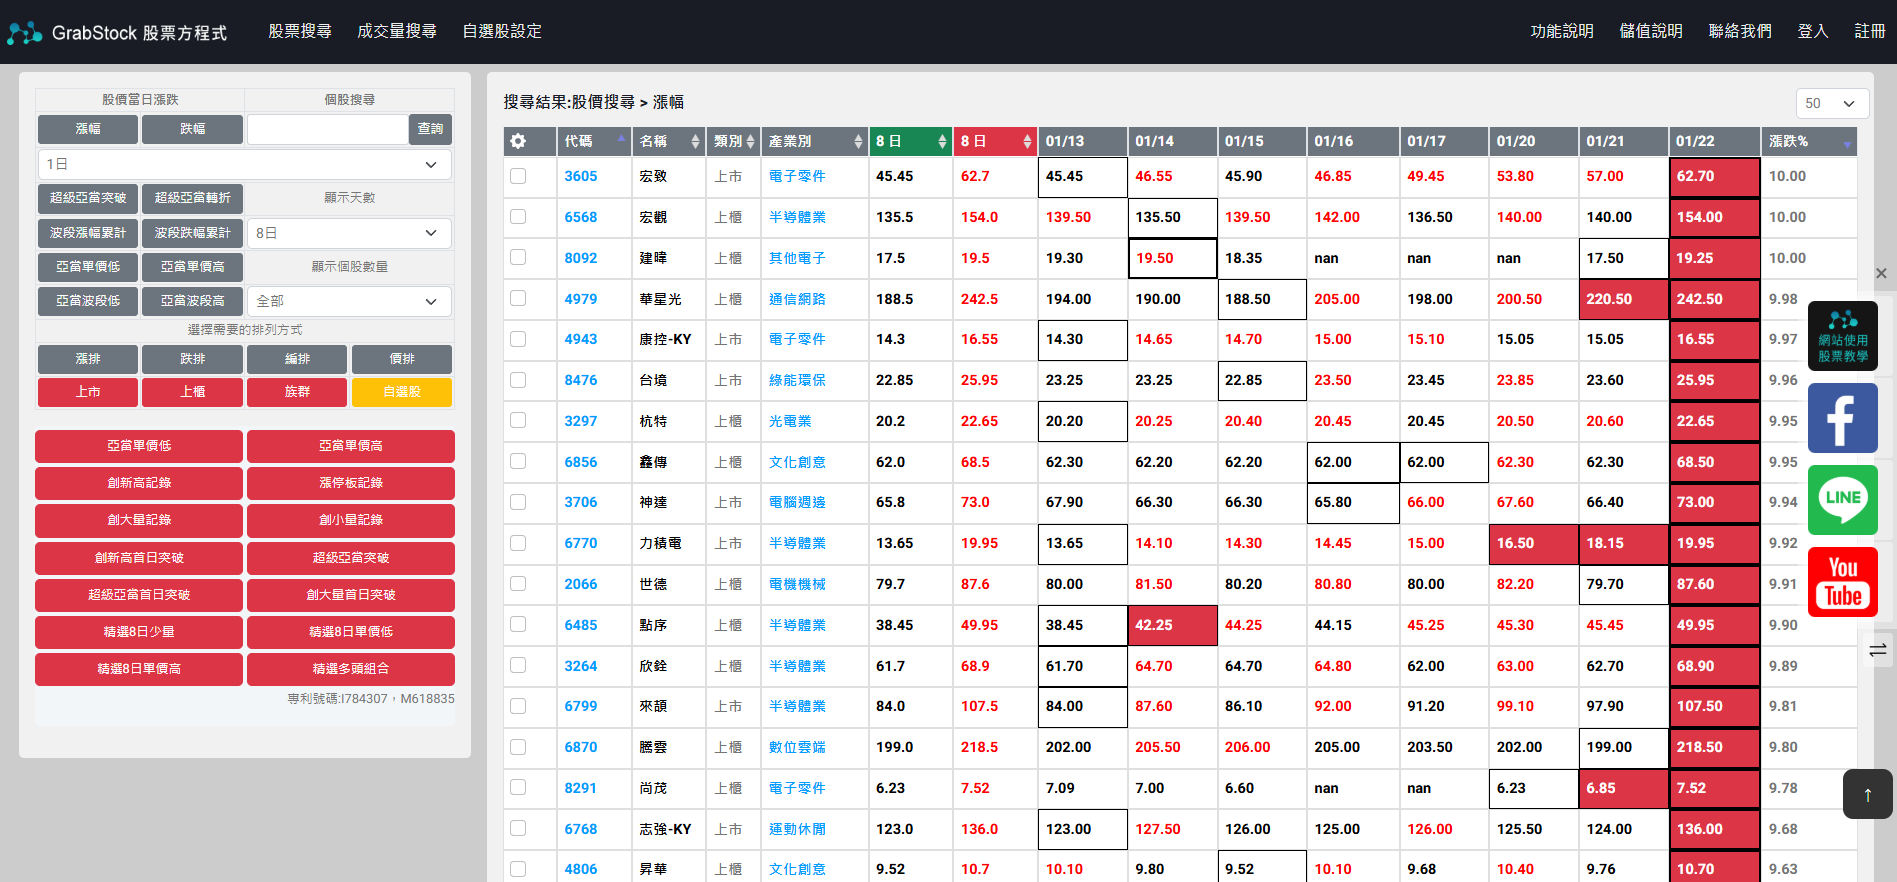 GrabStock 股票方程式 股票搜尋 成交量搜尋 自選股設定 功能說明 儲值說明 聯絡我們 登入 註冊
股價當日漲跌 個股搜尋
漲幅 跌幅 查詢
1日
超級亞當突破 超級亞當轉折 顯示天數
波段漲幅累計 波段跌幅累計 8日
亞當單價低 亞當單價高 顯示個股數量
亞當波段低 亞當波段高 全部
選擇需要的排列方式
漲排 跌排 編排 價排
上市 上櫃 族群 自選股
亞當單價低 亞當單價高
創新高記錄 漲停板記錄
創大量記錄 創小量記錄
創新高首日突破 超級亞當突破
超級亞當首日突破 創大量首日突破
精選8日少量 精選8日單價低
精選8日單價高 精選多頭組合
專利號碼:I784307,M618835
搜尋結果:股價搜尋 > 漲幅 50
代碼 名稱 類別 產業別 8 日 8 日 01/13 01/14 01/15 01/16 01/17 01/20 01/21 01/22 漲跌%
3605 宏致 上市 電子零件 45.45 62.7 45.45 46.55 45.90 46.85 49.45 53.80 57.00 62.70 10.00
6568 宏觀 上櫃 半導體業 135.5 154.0 139.50 135.50 139.50 142.00 136.50 140.00 140.00 154.00 10.00
8092 建暐 上櫃 其他電子 17.5 19.5 19.30 19.50 18.35 nan nan nan 17.50 19.25 10.00
4979 華星光 上櫃 通信網路 188.5 242.5 194.00 190.00 188.50 205.00 198.00 200.50 220.50 242.50 9.98
4943 康控-KY 上市 電子零件 14.3 16.55 14.30 14.65 14.70 15.00 15.10 15.05 15.05 16.55 9.97
8476 台境 上市 綠能環保 22.85 25.95 23.25 23.25 22.85 23.50 23.45 23.85 23.60 25.95 9.96
3297 杭特 上櫃 光電業 20.2 22.65 20.20 20.25 20.40 20.45 20.45 20.50 20.60 22.65 9.95
6856 鑫傳 上櫃 文化創意 62.0 68.5 62.30 62.20 62.20 62.00 62.00 62.30 62.30 68.50 9.95
3706 神達 上市 電腦週邊 65.8 73.0 67.90 66.30 66.30 65.80 66.00 67.60 66.40 73.00 9.94
6770 力積電 上市 半導體業 13.65 19.95 13.65 14.10 14.30 14.45 15.00 16.50 18.15 19.95 9.92
2066 世德 上櫃 電機機械 79.7 87.6 80.00 81.50 80.20 80.80 80.00 82.20 79.70 87.60 9.91
6485 點序 上櫃 半導體業 38.45 49.95 38.45 42.25 44.25 44.15 45.25 45.30 45.45 49.95 9.90
3264 欣銓 上櫃 半導體業 61.7 68.9 61.70 64.70 64.70 64.80 62.00 63.00 62.70 68.90 9.89
6799 來頡 上市 半導體業 84.0 107.5 84.00 87.60 86.10 92.00 91.20 99.10 97.90 107.50 9.81
6870 騰雲 上櫃 數位雲端 199.0 218.5 202.00 205.50 206.00 205.00 203.50 202.00 199.00 218.50 9.80
8291 尚茂 上櫃 電子零件 6.23 7.52 7.09 7.00 6.60 nan nan 6.23 6.85 7.52 9.78
6768 志強-KY 上市 運動休閒 123.0 136.0 123.00 127.50 126.00 125.00 126.00 125.50 124.00 136.00 9.68
4806 昇華 上櫃 文化創意 9.52 10.7 10.10 9.80 9.52 10.10 9.68 10.40 9.76 10.70 9.63
網站使用
股票教學
LINE
You
Tube